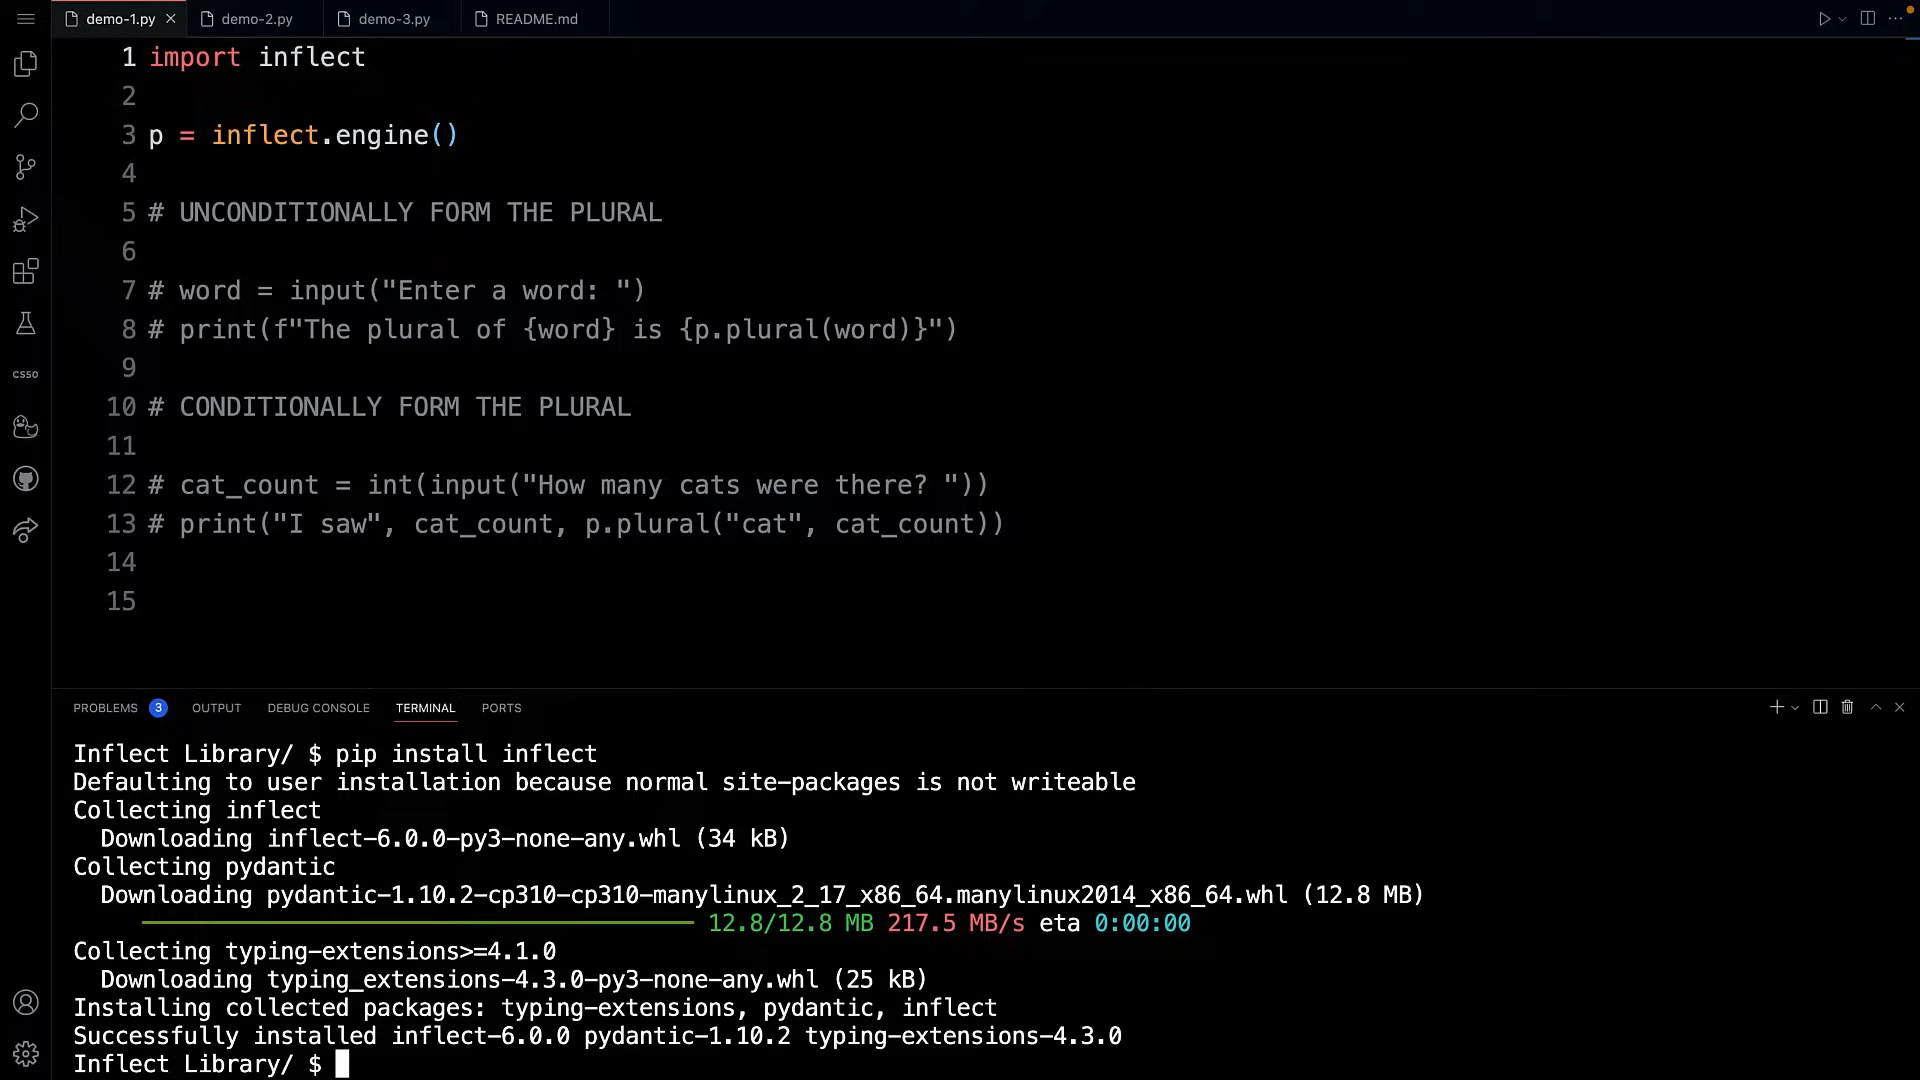 demo-1.py
demo-2.py
demo-3.py
README.md
csso
1 import inflect
2
3 p = inflect.engine()
4
5 # UNCONDITIONALLY FORM THE PLURAL
6
7 # word = input("Enter a word: ")
8 # print(f"The plural of {word} is {p.plural(word)}")
9
10 # CONDITIONALLY FORM THE PLURAL
11
12 # cat_count = int(input("How many cats were there? "))
13 # print("I saw", cat_count, p.plural("cat", cat_count))
14
15
PROBLEMS 3 OUTPUT DEBUG CONSOLE TERMINAL PORTS
Inflect Library/ $ pip install inflect
Defaulting to user installation because normal site-packages is not writeable
Collecting inflect
  Downloading inflect-6.0.0-py3-none-any.whl (34 kB)
Collecting pydantic
  Downloading pydantic-1.10.2-cp310-cp310-manylinux_2_17_x86_64.manylinux2014_x86_64.whl (12.8 MB)
12.8/12.8 MB 217.5 MB/s eta 0:00:00
Collecting typing-extensions>=4.1.0
  Downloading typing_extensions-4.3.0-py3-none-any.whl (25 kB)
Installing collected packages: typing-extensions, pydantic, inflect
Successfully installed inflect-6.0.0 pydantic-1.10.2 typing-extensions-4.3.0
Inflect Library/ $